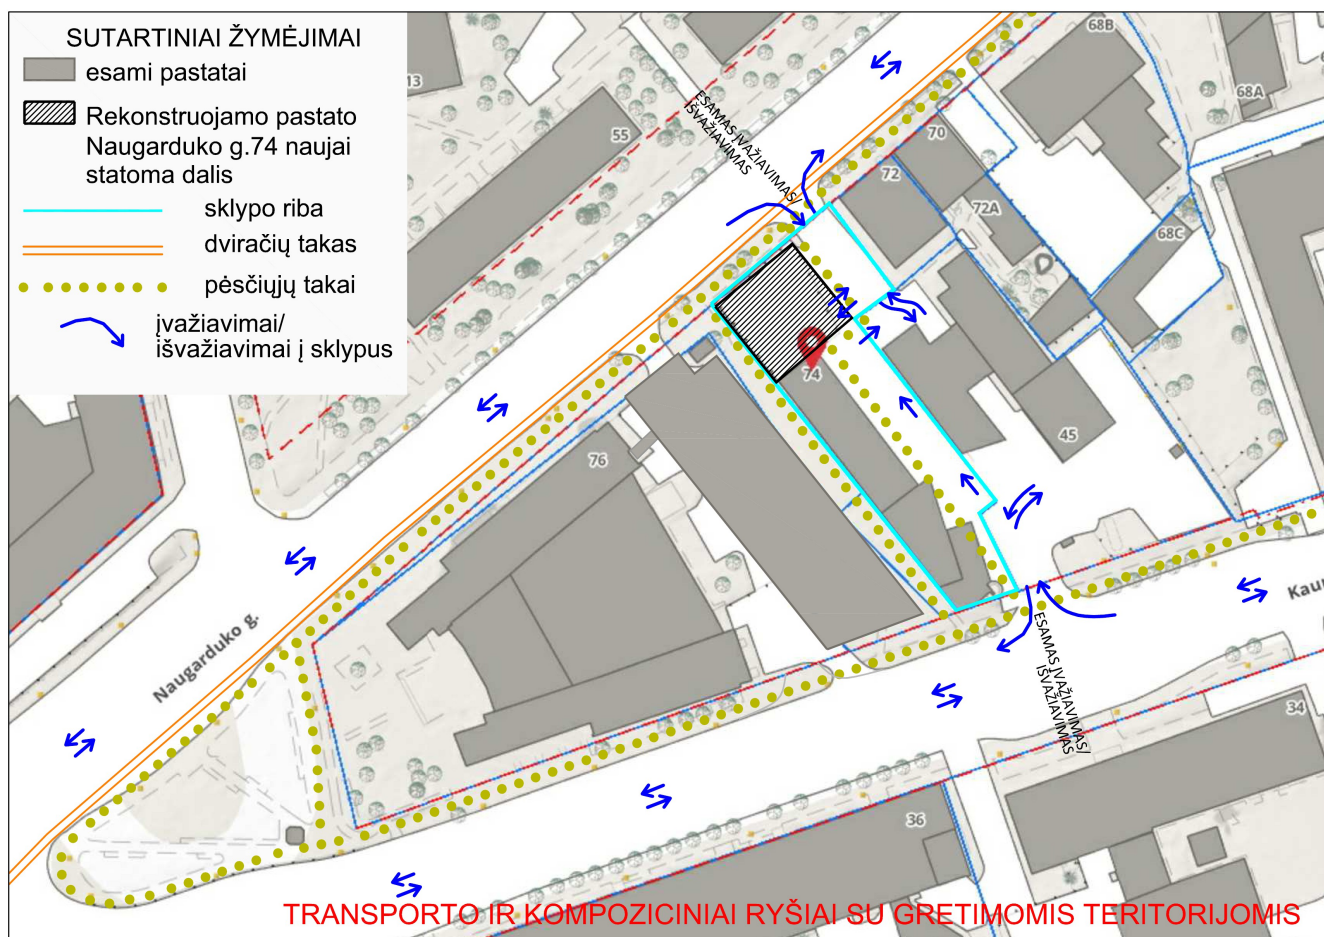 SUTARTINIAI ŽYMĖJIMAI
esami pastatai
Rekonstruojamo pastato
Naugarduko g.74 naujai
statoma dalis
sklypo riba
dviračių takas
pėsčiųjų takai
įvažiavimai/
išvažiavimai į sklypus
13
55
ESAMAS ĮVAŽIAVIMAS/
IŠVAŽIAVIMAS
68B
68A
70
72
72A
68C
74
45
76
Naugarduko g.
Kaun
ESAMAS ĮVAŽIAVIMAS/
IŠVAŽIAVIMAS
34
36
TRANSPORTO IR KOMPOZICINIAI RYŠIAI SU GRETIMOMIS TERITORIJOMIS